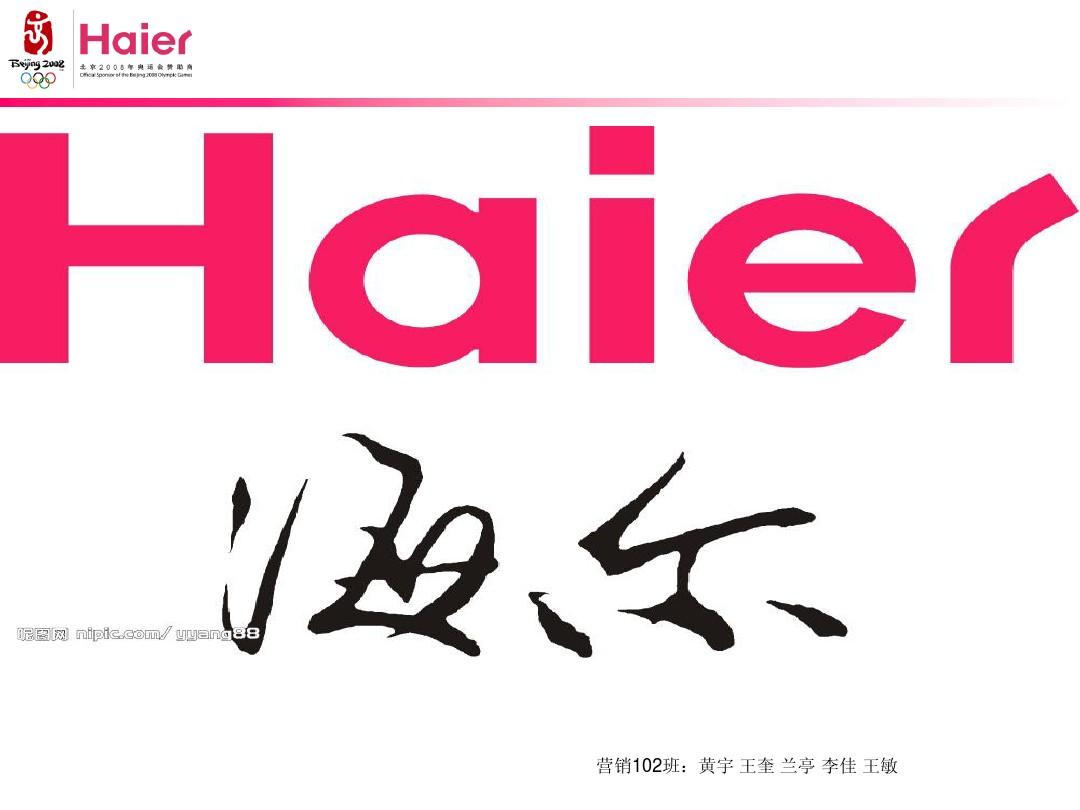 Beijing 2008
Haier
北京2008年奥运会赞助商
Official Sponsor of the Beijing 2008 Olympic Games
Haier
海尔
昵图网 nipic.com/ yyang88
营销102班：黄宇 王奎 兰亭 李佳 王敏